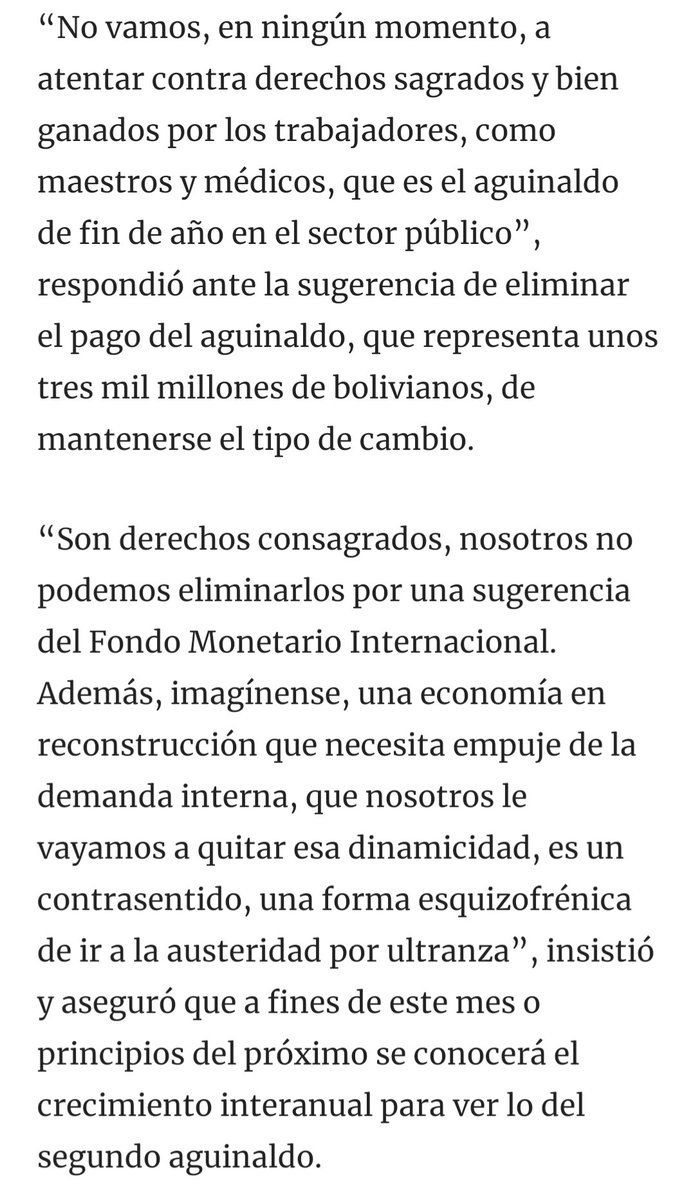 “No vamos, en ningún momento, a
atentar contra derechos sagrados y bien
ganados por los trabajadores, como
maestros y médicos, que es el aguinaldo
de fin de año en el sector público”,
respondió ante la sugerencia de eliminar
el pago del aguinaldo, que representa unos
tres mil millones de bolivianos, de
mantenerse el tipo de cambio.
“Son derechos consagrados, nosotros no
podemos eliminarlos por una sugerencia
del Fondo Monetario Internacional.
Además, imagínense, una economía en
reconstrucción que necesita empuje de la
demanda interna, que nosotros le
vayamos a quitar esa dinamicidad, es un
contrasentido, una forma esquizofrénica
de ir a la austeridad por ultranza”, insistió
y aseguró que a fines de este mes o
principios del próximo se conocerá el
crecimiento interanual para ver lo del
segundo aguinaldo.